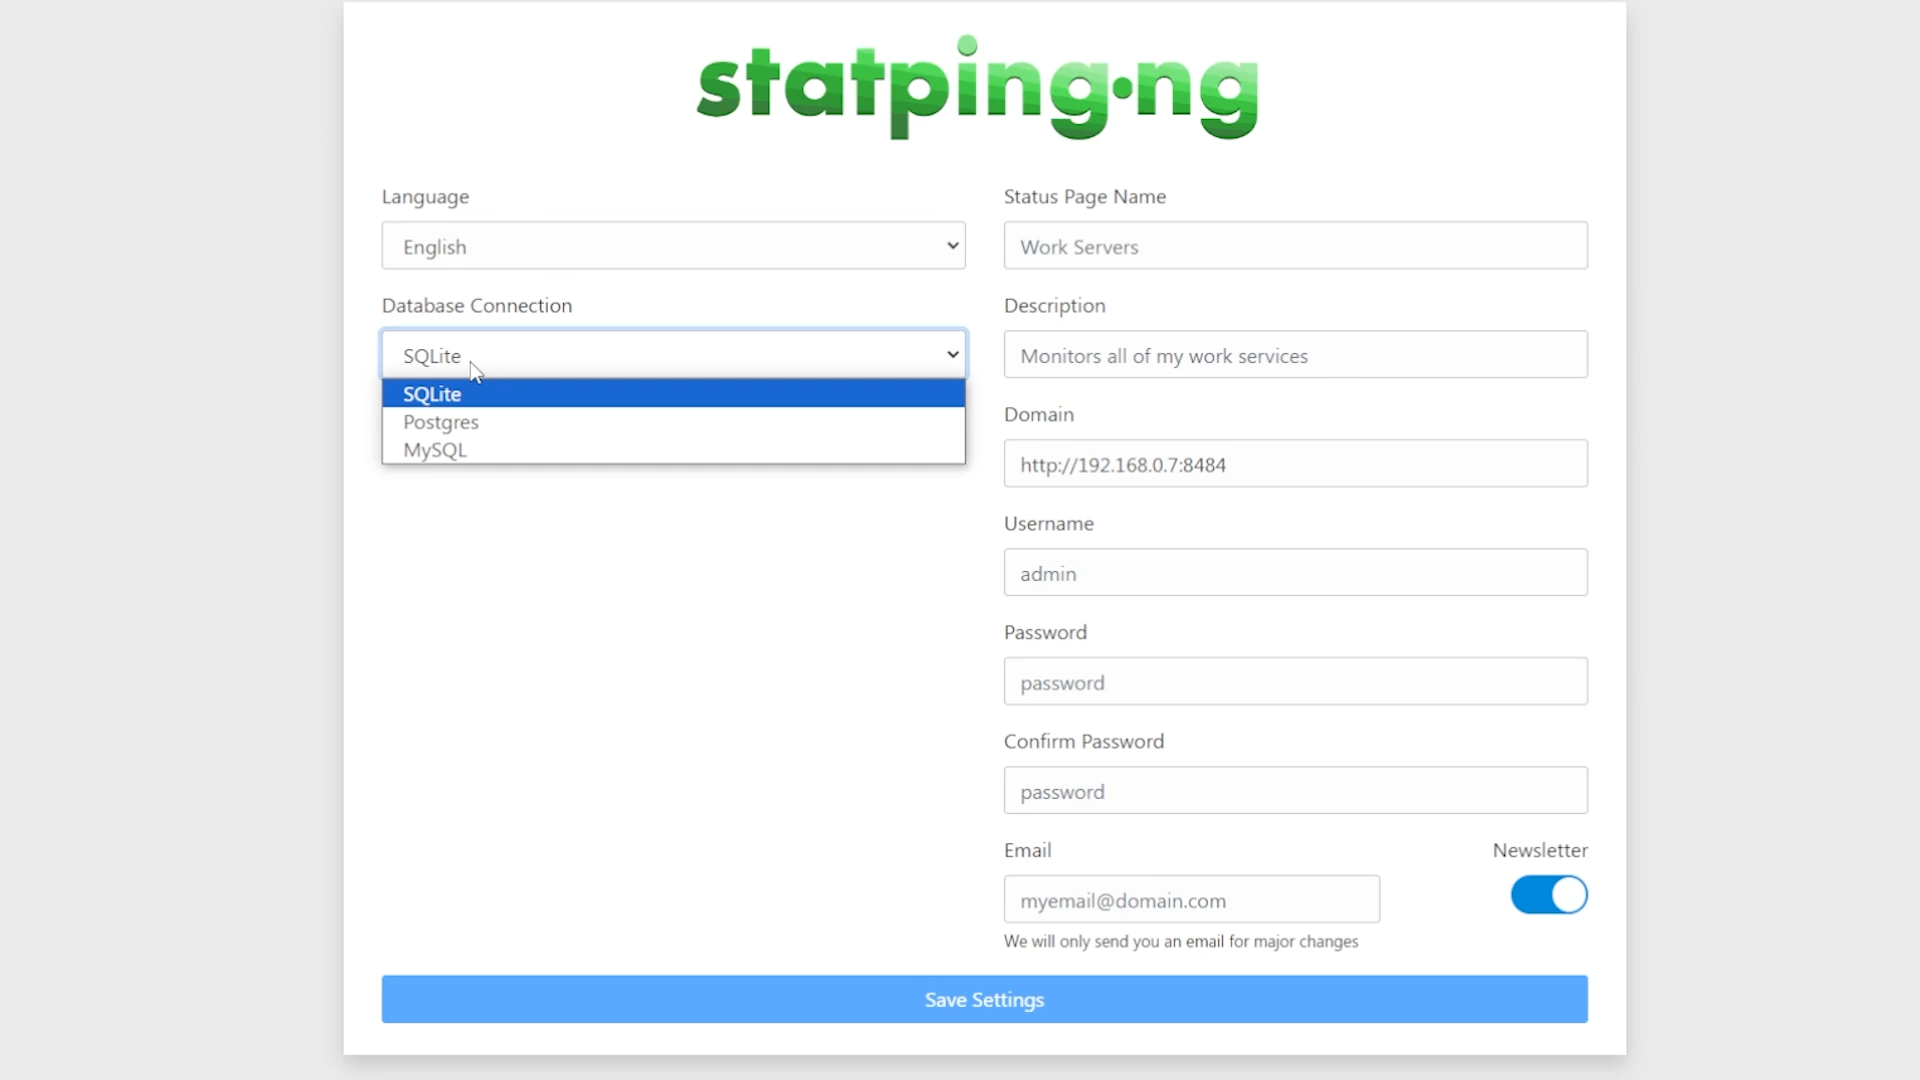 statping·ng
Language
English
Database Connection
SQLite
SQLite
Postgres
MySQL
Status Page Name
Work Servers
Description
Monitors all of my work services
Domain
http://192.168.0.7:8484
Username
admin
Password
password
Confirm Password
password
Email
Newsletter
myemail@domain.com
We will only send you an email for major changes
Save Settings